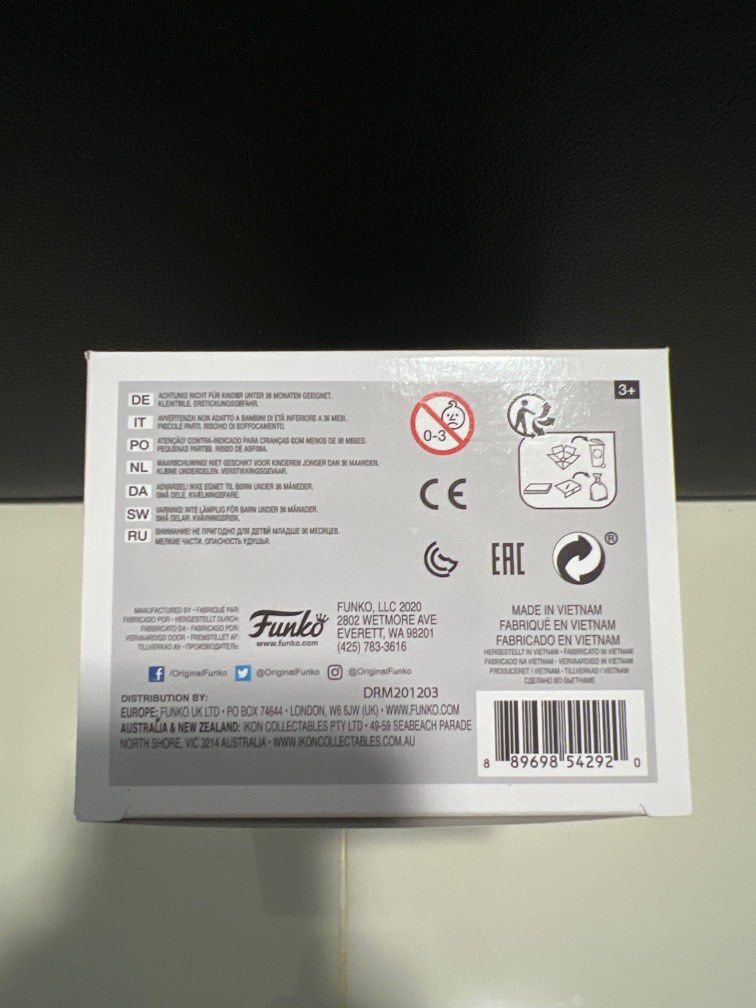 3+
DE ACHTUNG! NICHT FÜR KINDER UNTER 36 MONATEN GEEIGNET.
KLEINTEILE. ERSTICKUNGSGEFAHR.
IT AVVERTENZA! NON ADATTO A BAMBINI DI ETÀ INFERIORE A 36 MESI.
PICCOLE PARTI. RISCHIO DI SOFFOCAMENTO.
PO ATENÇÃO! CONTRA-INDICADO PARA CRIANÇAS COM MENOS DE 36 MESES.
PEQUENAS PARTES. RISCO DE ASFIXIA.
NL WAARSCHUWING! NIET GESCHIKT VOOR KINDEREN JONGER DAN 36 MAANDEN.
KLEINE ONDERDELEN. VERSTIKKINGSGEVAAR.
DA ADVARSEL! IKKE EGNET TIL BØRN UNDER 36 MÅNEDER.
SMÅ DELE. KVÆLNINGSFARE.
SW VARNING! INTE LÄMPLIG FÖR BARN UNDER 36 MÅNADER.
SMÅ DELAR. KVÄVNINGSRISK.
RU ВНИМАНИЕ! НЕ ПРИГОДНО ДЛЯ ДЕТЕЙ МЛАДШЕ 36 МЕСЯЦЕВ.
МЕЛКИЕ ЧАСТИ. ОПАСНОСТЬ УДУШЬЯ.
0-3
CE
EAC
®
MANUFACTURED BY • FABRIQUÉ PAR
FABRICADO POR • HERGESTELLT DURCH
FABBRICATO DA • FABRICADO POR
VERVAARDIGD DOOR • FREMSTILLET AF
TILLVERKAD AV • ПРОИЗВОДИТЕЛЬ:
Funko
www.funko.com
FUNKO, LLC 2020
2802 WETMORE AVE
EVERETT, WA 98201
(425) 783-3616
/OriginalFunko @OriginalFunko @OriginalFunko
DRM201203
DISTRIBUTION BY:
EUROPE: FUNKO UK LTD • PO BOX 74644 • LONDON, W6 6JW (UK) • WWW.FUNKO.COM
AUSTRALIA & NEW ZEALAND: IKON COLLECTABLES PTY LTD • 49-59 SEABEACH PARADE
NORTH SHORE, VIC 3214 AUSTRALIA • WWW.IKONCOLLECTABLES.COM.AU
MADE IN VIETNAM
FABRIQUÉ EN VIETNAM
FABRICADO EN VIETNAM
HERGESTELLT IN VIETNAM • FABBRICATO IN VIETNAM
FABRICADO NA VIETNAM • VERVAARDIGD IN VIETNAM
PRODUCERET I VIETNAM • TILLVERKAD I VIETNAM
СДЕЛАНО ВО ВЬЕТНАМЕ
8 89698 54292 0